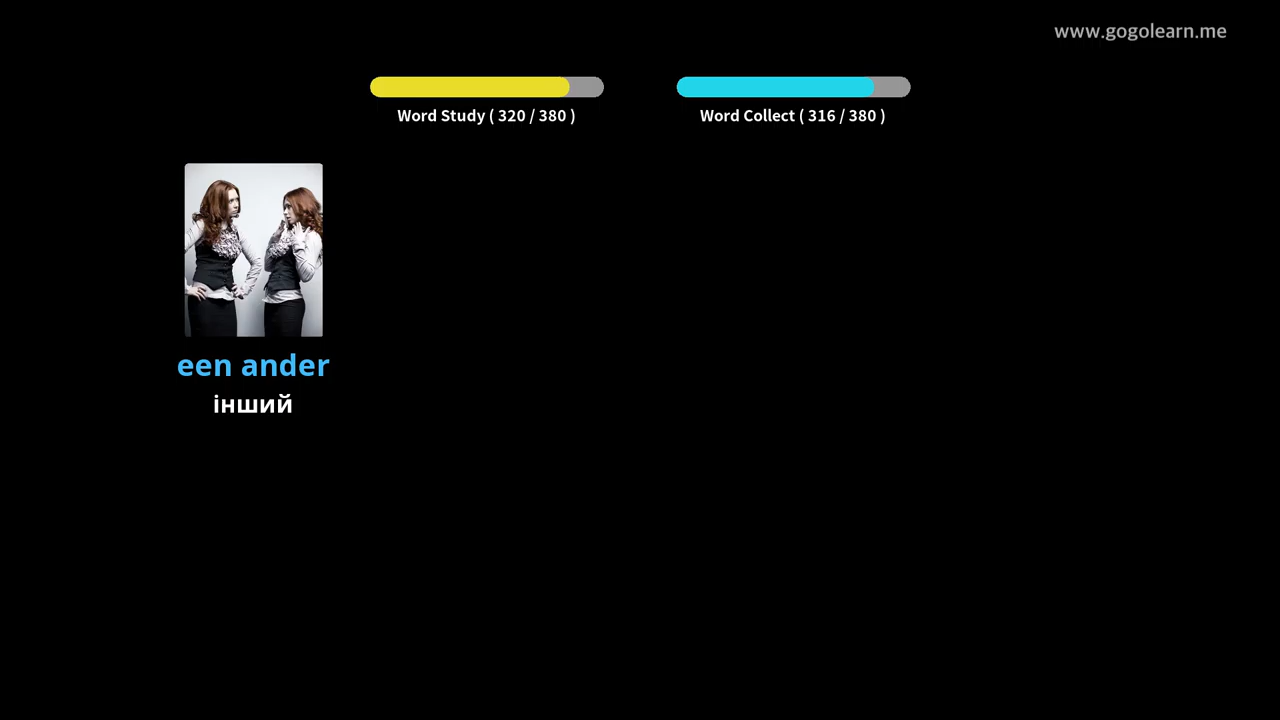 www.gogolearn.me
Word Study ( 320 / 380 )
Word Collect ( 316 / 380 )
een ander
інший